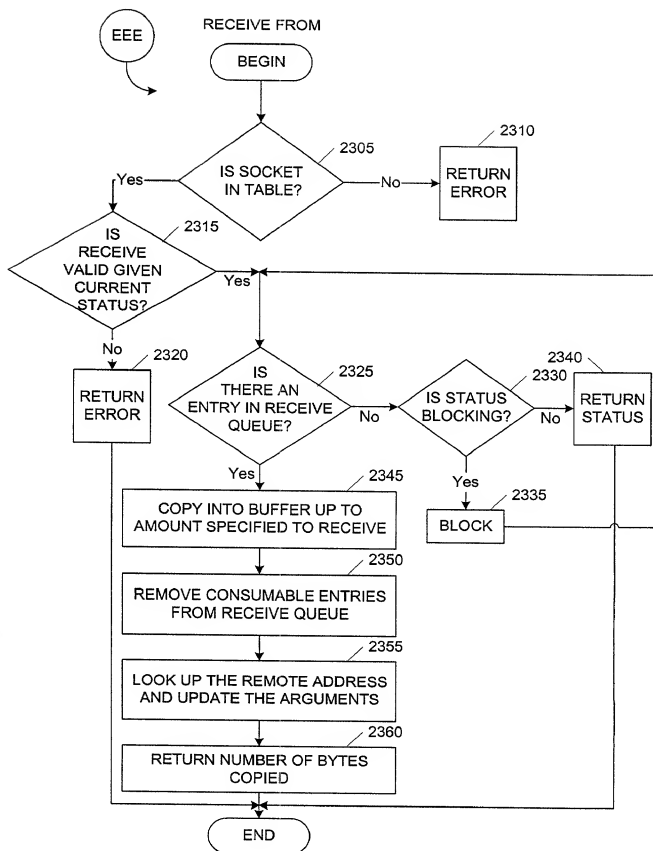 EEE
RECEIVE FROM
BEGIN
2305
IS SOCKET
IN TABLE?
Yes
No
2310
RETURN
ERROR
2315
IS
RECEIVE
VALID GIVEN
CURRENT
STATUS?
Yes
No
2320
RETURN
ERROR
2325
IS
THERE AN
ENTRY IN RECEIVE
QUEUE?
No
Yes
2330
IS STATUS
BLOCKING?
No
Yes
2340
RETURN
STATUS
2335
BLOCK
2345
COPY INTO BUFFER UP TO
AMOUNT SPECIFIED TO RECEIVE
2350
REMOVE CONSUMABLE ENTRIES
FROM RECEIVE QUEUE
2355
LOOK UP THE REMOTE ADDRESS
AND UPDATE THE ARGUMENTS
2360
RETURN NUMBER OF BYTES
COPIED
END